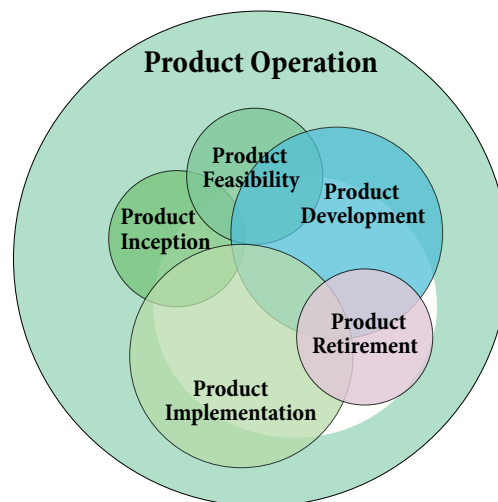 Product Operation
Product
Feasibility
Product
Development
Product
Inception
Product
Retirement
Product
Implementation